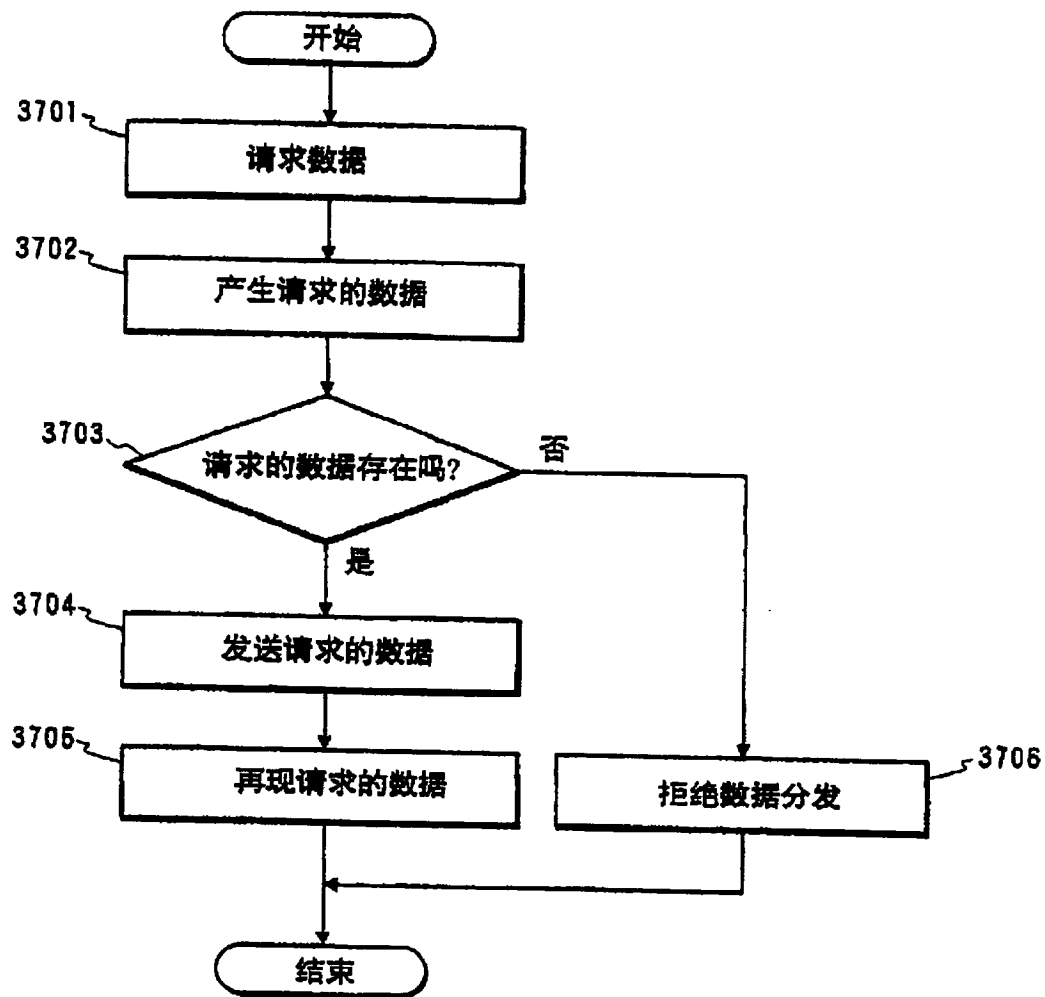 开始
3701
请求数据
3702
产生请求的数据
3703
请求的数据存在吗?
否
是
3704
发送请求的数据
3705
再现请求的数据
3706
拒绝数据分发
结束